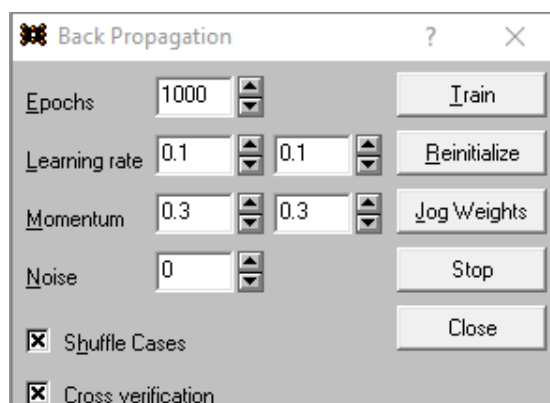 Back Propagation ? ×
Epochs 1000 Train
Learning rate 0.1 0.1 Reinitialize
Momentum 0.3 0.3 Jog Weights
Noise 0 Stop
Close
Shuffle Cases
Cross verification